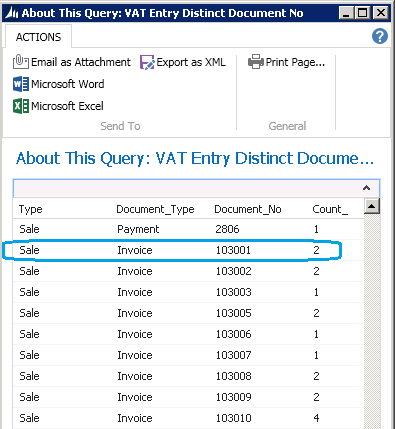 About This Query: VAT Entry Distinct Document No
ACTIONS
Email as Attachment Export as XML Print Page...
Microsoft Word
Microsoft Excel
Send To General
About This Query: VAT Entry Distinct Docume...
Type Document_Type Document_No Count_
Sale Payment 2806 1
Sale Invoice 103001 2
Sale Invoice 103002 2
Sale Invoice 103003 1
Sale Invoice 103005 2
Sale Invoice 103006 1
Sale Invoice 103007 1
Sale Invoice 103008 2
Sale Invoice 103009 2
Sale Invoice 103010 4